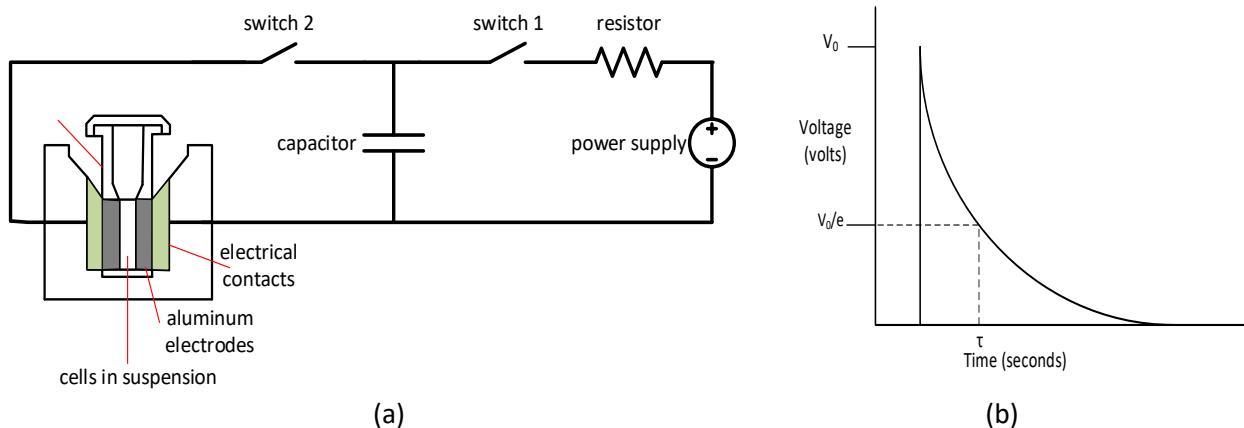 switch 2
switch 1
resistor
capacitor
power supply
+
−
electrical
contacts
aluminum
electrodes
cells in suspension
(a)
V₀
Voltage
(volts)
V₀/e
τ
Time (seconds)
(b)